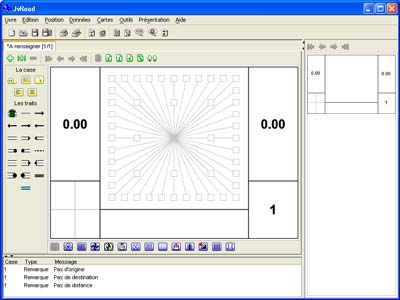 JvRoad
Livre Edition Position Données Cartes Outils Présentation Aide
*A renseigner [1/1]
La case
Les traits
0.00
0.00
1
0.00
0.00
1
Case Type Message
1 Remarque Pas d'origine
1 Remarque Pas de destination
1 Remarque Pas de distance